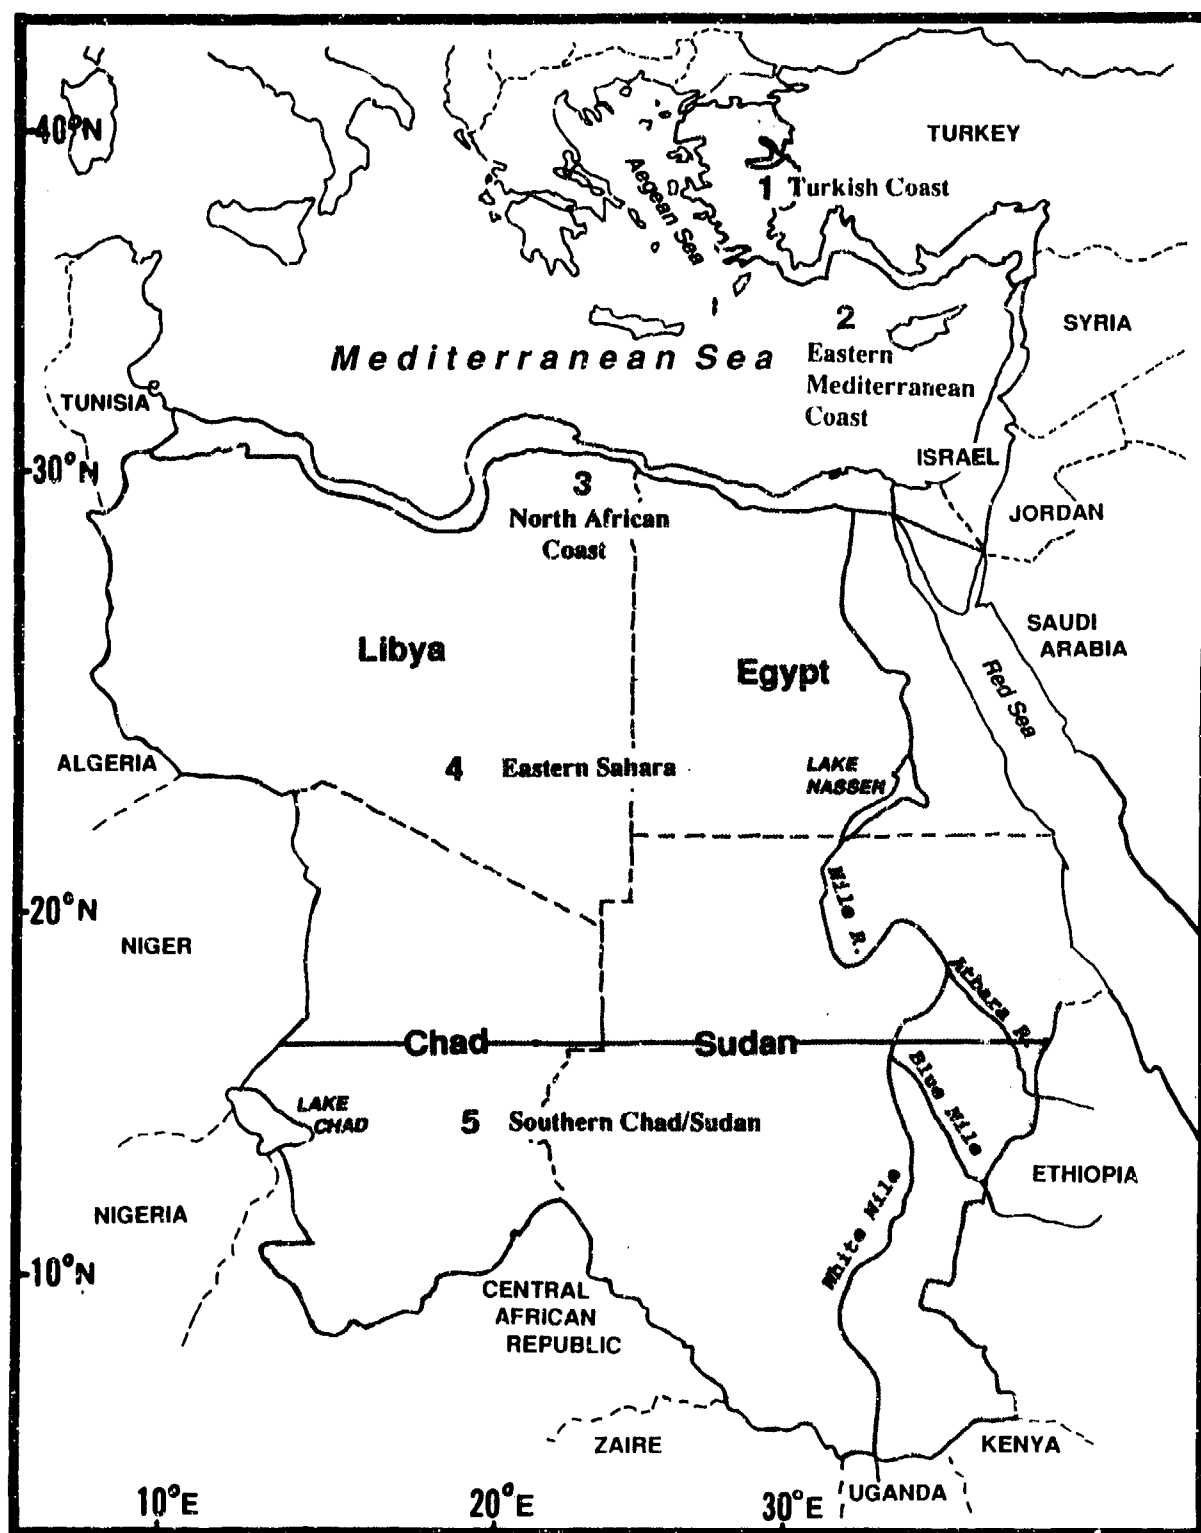 40°N
TURKEY
1 Turkish Coast
Aegean Sea
2
SYRIA
Eastern
Mediterranean
Coast
Mediterranean Sea
TUNISIA
ISRAEL
30°N
3
North African
Coast
JORDAN
SAUDI
ARABIA
Libya
Egypt
Red Sea
ALGERIA
4 Eastern Sahara
LAKE
NASSER
Nile R.
20°N
NIGER
Atbara R.
Chad
Sudan
Blue Nile
LAKE
CHAD
5 Southern Chad/Sudan
ETHIOPIA
White Nile
NIGERIA
10°N
CENTRAL
AFRICAN
REPUBLIC
ZAIRE
KENYA
UGANDA
10°E
20°E
30°E